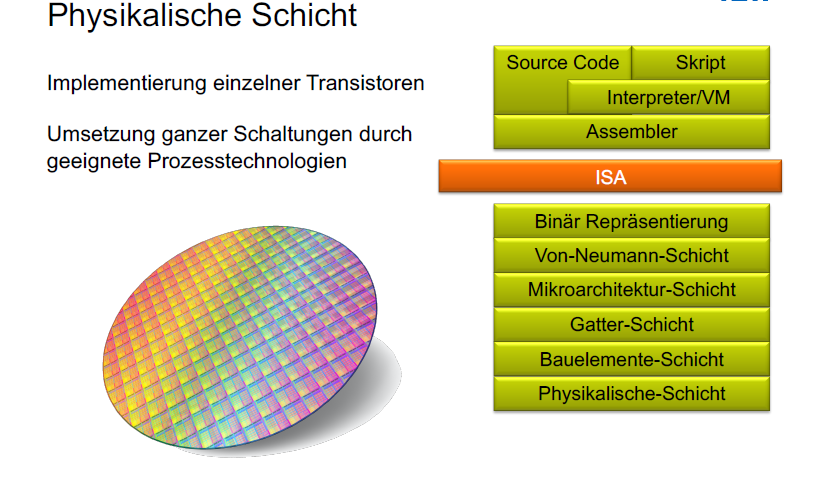 Physikalische Schicht
Implementierung einzelner Transistoren
Umsetzung ganzer Schaltungen durch
geeignete Prozesstechnologien
Source Code
Skript
Interpreter/VM
Assembler
ISA
Binär Repräsentierung
Von-Neumann-Schicht
Mikroarchitektur-Schicht
Gatter-Schicht
Bauelemente-Schicht
Physikalische-Schicht